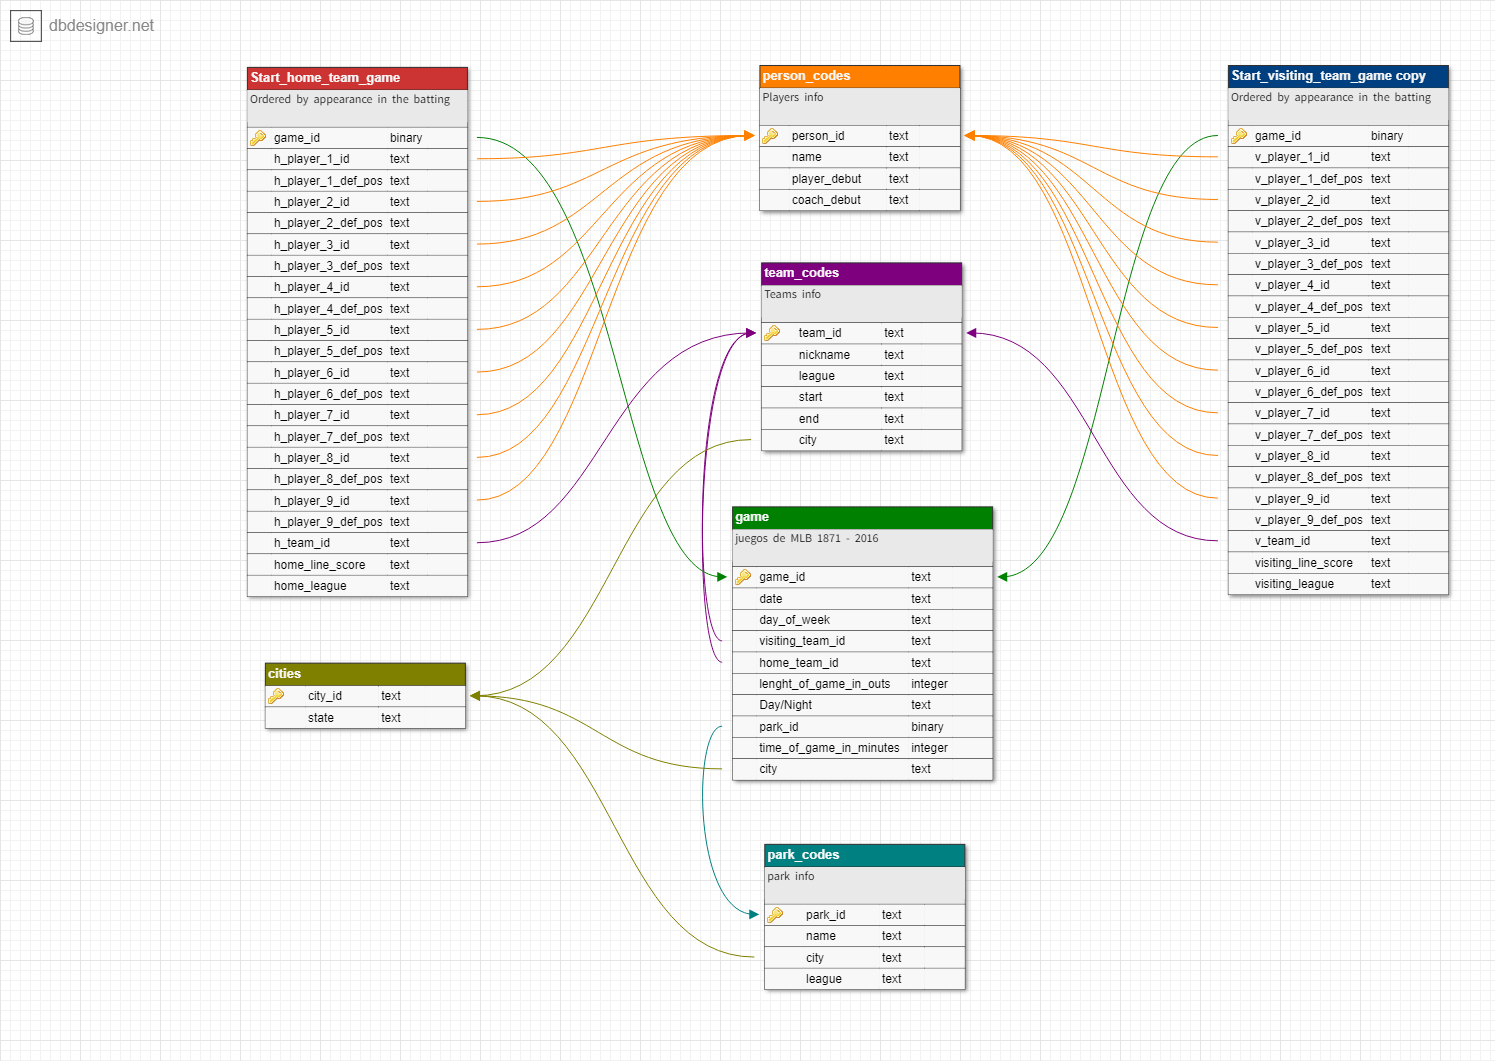 dbdesigner.net
Start_home_team_game
Ordered by appearance in the batting
game_id binary
h_player_1_id text
h_player_1_def_pos text
h_player_2_id text
h_player_2_def_pos text
h_player_3_id text
h_player_3_def_pos text
h_player_4_id text
h_player_4_def_pos text
h_player_5_id text
h_player_5_def_pos text
h_player_6_id text
h_player_6_def_pos text
h_player_7_id text
h_player_7_def_pos text
h_player_8_id text
h_player_8_def_pos text
h_player_9_id text
h_player_9_def_pos text
h_team_id text
home_line_score text
home_league text
cities
city_id text
state text
person_codes
Players info
person_id text
name text
player_debut text
coach_debut text
team_codes
Teams info
team_id text
nickname text
league text
start text
end text
city text
game
juegos de MLB 1871 - 2016
game_id text
date text
day_of_week text
visiting_team_id text
home_team_id text
lenght_of_game_in_outs integer
Day/Night text
park_id binary
time_of_game_in_minutes integer
city text
park_codes
park info
park_id text
name text
city text
league text
Start_visiting_team_game copy
Ordered by appearance in the batting
game_id binary
v_player_1_id text
v_player_1_def_pos text
v_player_2_id text
v_player_2_def_pos text
v_player_3_id text
v_player_3_def_pos text
v_player_4_id text
v_player_4_def_pos text
v_player_5_id text
v_player_5_def_pos text
v_player_6_id text
v_player_6_def_pos text
v_player_7_id text
v_player_7_def_pos text
v_player_8_id text
v_player_8_def_pos text
v_player_9_id text
v_player_9_def_pos text
v_team_id text
visiting_line_score text
visiting_league text